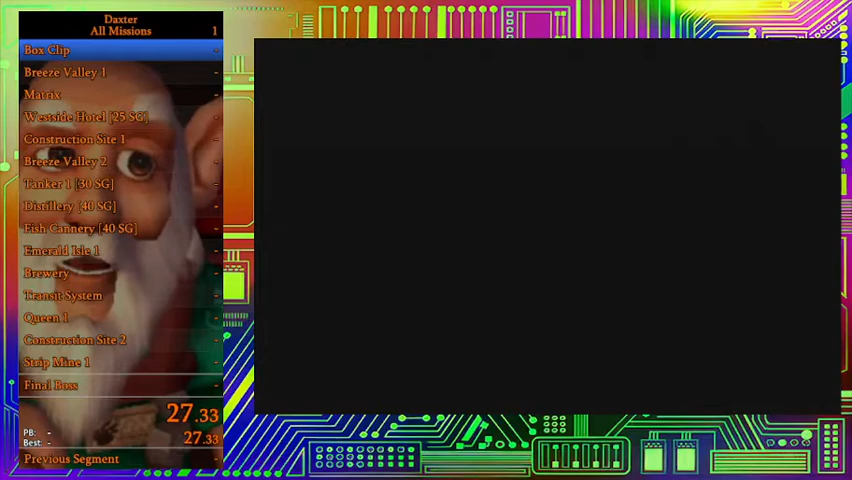 Daxter
All Missions 1
Box Clip -
Breeze Valley 1 -
Matrix -
Westside Hotel [25 SG] -
Construction Site 1 -
Breeze Valley 2 -
Tanker 1 [30 SG] -
Distillery [40 SG] -
Fish Cannery [40 SG] -
Emerald Isle 1 -
Brewery -
Transit System -
Queen 1 -
Construction Site 2 -
Strip Mine 1 -
Final Boss -
27.33
PB: -
Best: - 27.33
Previous Segment -